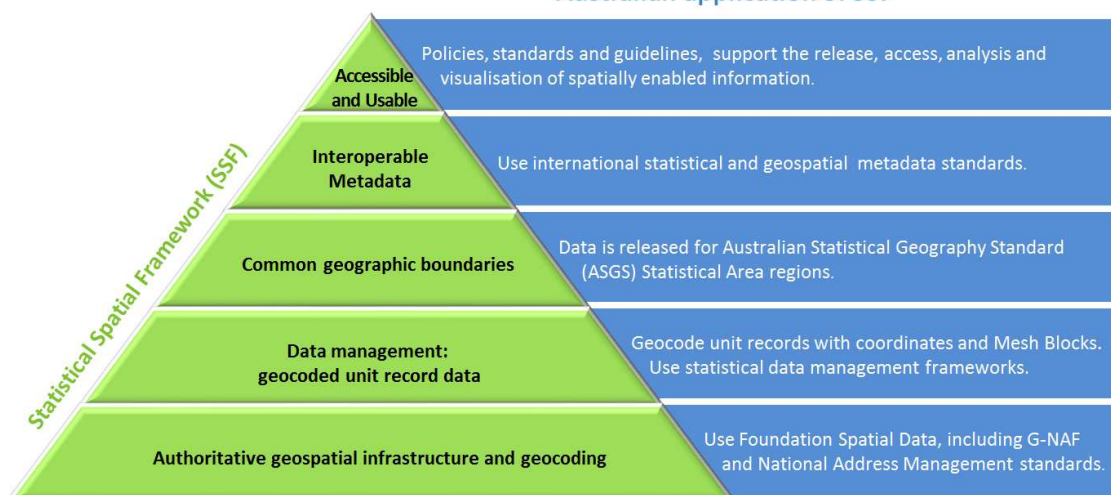 Policies, standards and guidelines, support the release, access, analysis and
visualisation of spatially enabled information.
Accessible
and Usable
Interoperable
Metadata
Use international statistical and geospatial metadata standards.
Statistical Spatial Framework (SSF)
Common geographic boundaries
Data is released for Australian Statistical Geography Standard
(ASGS) Statistical Area regions.
Data management:
geocoded unit record data
Geocode unit records with coordinates and Mesh Blocks.
Use statistical data management frameworks.
Authoritative geospatial infrastructure and geocoding
Use Foundation Spatial Data, including G-NAF
and National Address Management standards.